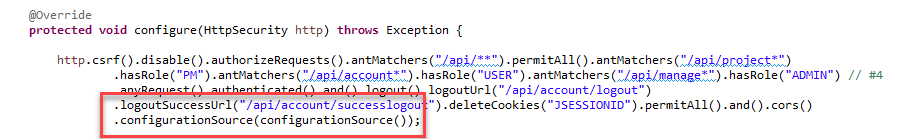 @Override
protected void configure(HttpSecurity http) throws Exception {
http.csrf().disable().authorizeRequests().antMatchers("/api/**").permitAll().antMatchers("/api/project*")
.hasRole("PM").antMatchers("/api/account*").hasRole("USER").antMatchers("/api/manage*").hasRole("ADMIN") // #4
.anyRequest().authenticated().and().logout().logoutUrl("/api/account/logout")
.logoutSuccessUrl("/api/account/successlogout").deleteCookies("JSESSIONID").permitAll().and().cors()
.configurationSource(configurationSource());